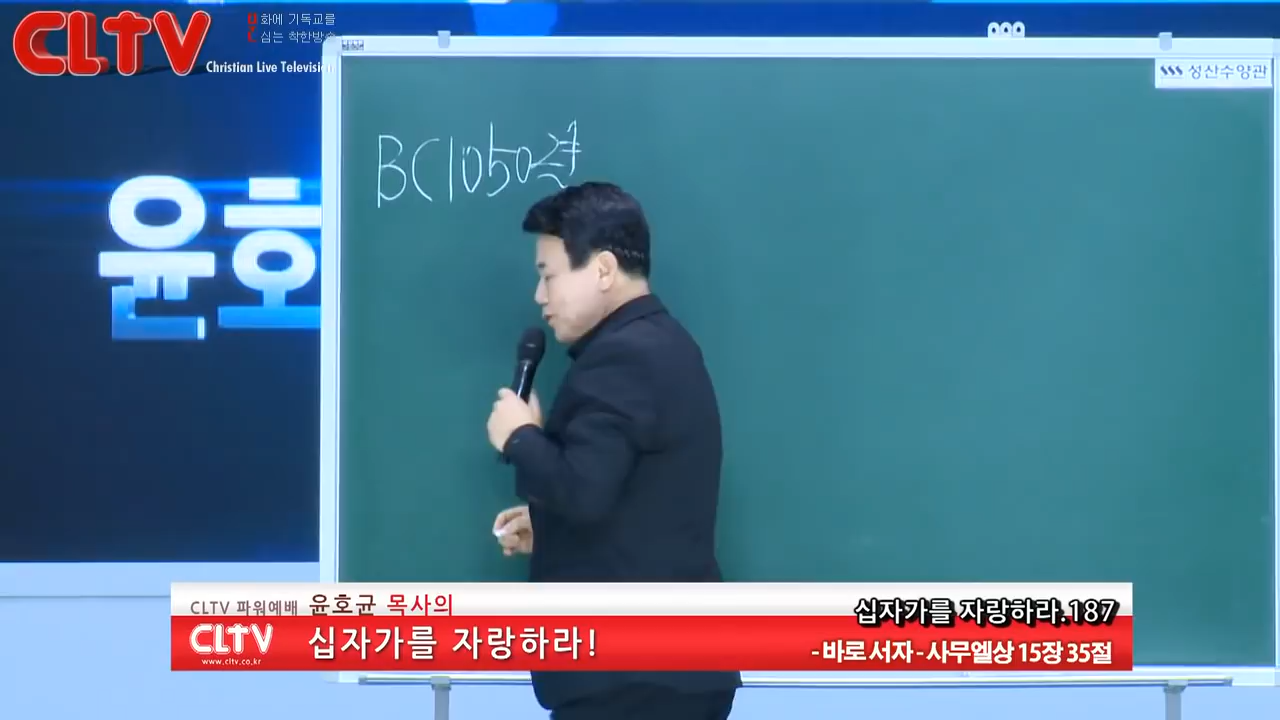 CLTV
화에 기독교를
심는 착한방송
Christian Live Television
성산수양관
BC1050년
윤호
CLTV 파워예배 윤호균 목사의
십자가를 자랑하라.187
CLTV
www.cltv.co.kr
십자가를 자랑하라!
- 바로 서자 - 사무엘상 15장 35절